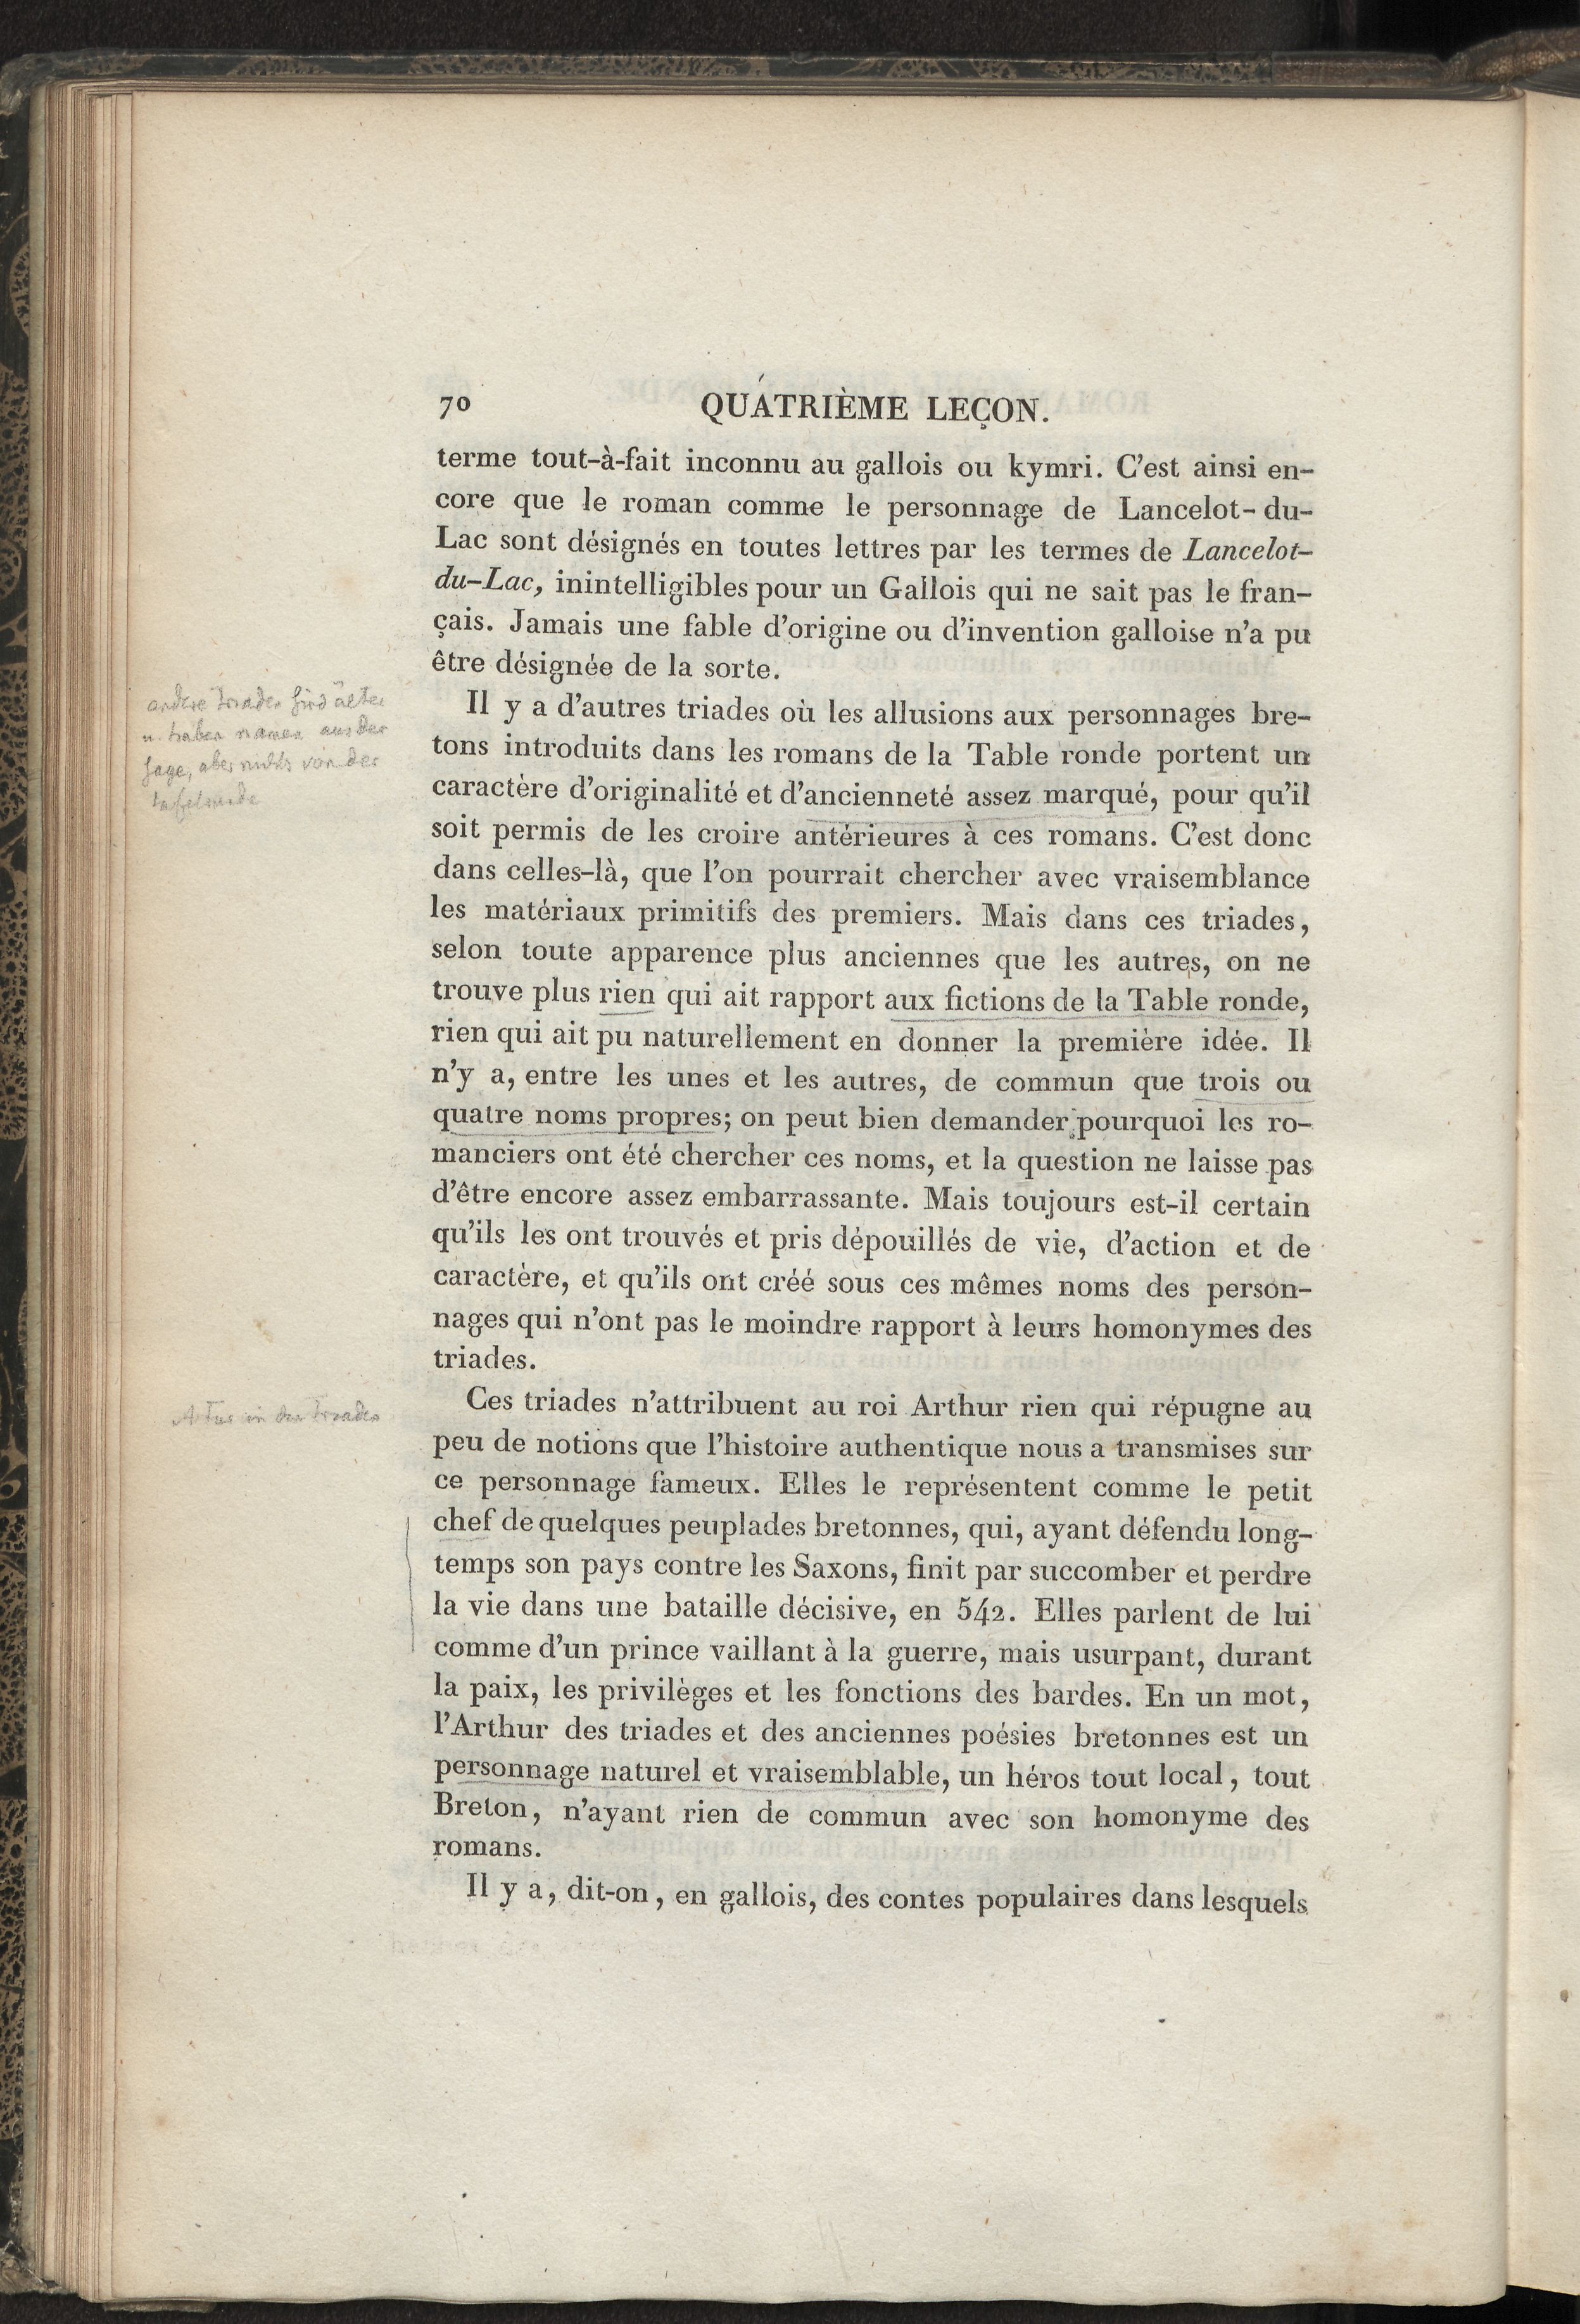 70 QUATRIÈME LEÇON.
terme tout-à-fait inconnu au gallois ou kymri. C'est ainsi en-
core que le roman comme le personnage de Lancelot-du-
Lac sont désignés en toutes lettres par les termes de Lancelot-
du-Lac, inintelligibles pour un Gallois qui ne sait pas le fran-
çais. Jamais une fable d'origine ou d'invention galloise n'a pu
être désignée de la sorte.
andere triaden sind älter
u. haben namen aus der
sage, aber nichts von der
tafelrunde
Il y a d'autres triades où les allusions aux personnages bre-
tons introduits dans les romans de la Table ronde portent un
caractère d'originalité et d'ancienneté assez marqué, pour qu'il
soit permis de les croire antérieures à ces romans. C'est donc
dans celles-là, que l'on pourrait chercher avec vraisemblance
les matériaux primitifs des premiers. Mais dans ces triades,
selon toute apparence plus anciennes que les autres, on ne
trouve plus rien qui ait rapport aux fictions de la Table ronde,
rien qui ait pu naturellement en donner la première idée. Il
n'y a, entre les unes et les autres, de commun que trois ou
quatre noms propres; on peut bien demander pourquoi les ro-
manciers ont été chercher ces noms, et la question ne laisse pas
d'être encore assez embarrassante. Mais toujours est-il certain
qu'ils les ont trouvés et pris dépouillés de vie, d'action et de
caractère, et qu'ils ont créé sous ces mêmes noms des person-
nages qui n'ont pas le moindre rapport à leurs homonymes des
triades.
Artus in den triaden
Ces triades n'attribuent au roi Arthur rien qui répugne au
peu de notions que l'histoire authentique nous a transmises sur
ce personnage fameux. Elles le représentent comme le petit
chef de quelques peuplades bretonnes, qui, ayant défendu long-
temps son pays contre les Saxons, finit par succomber et perdre
la vie dans une bataille décisive, en 542. Elles parlent de lui
comme d'un prince vaillant à la guerre, mais usurpant, durant
la paix, les privilèges et les fonctions des bardes. En un mot,
l'Arthur des triades et des anciennes poésies bretonnes est un
personnage naturel et vraisemblable, un héros tout local, tout
Breton, n'ayant rien de commun avec son homonyme des
romans.
Il y a, dit-on, en gallois, des contes populaires dans lesquels